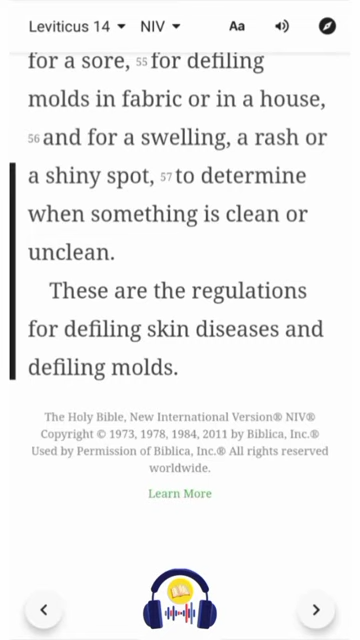 Leviticus 14 NIV Aa
for a sore, 55 for defiling
molds in fabric or in a house,
56 and for a swelling, a rash or
a shiny spot, 57 to determine
when something is clean or
unclean.
These are the regulations
for defiling skin diseases and
defiling molds.
The Holy Bible, New International Version® NIV®
Copyright © 1973, 1978, 1984, 2011 by Biblica, Inc.®
Used by Permission of Biblica, Inc.® All rights reserved
worldwide.
Learn More